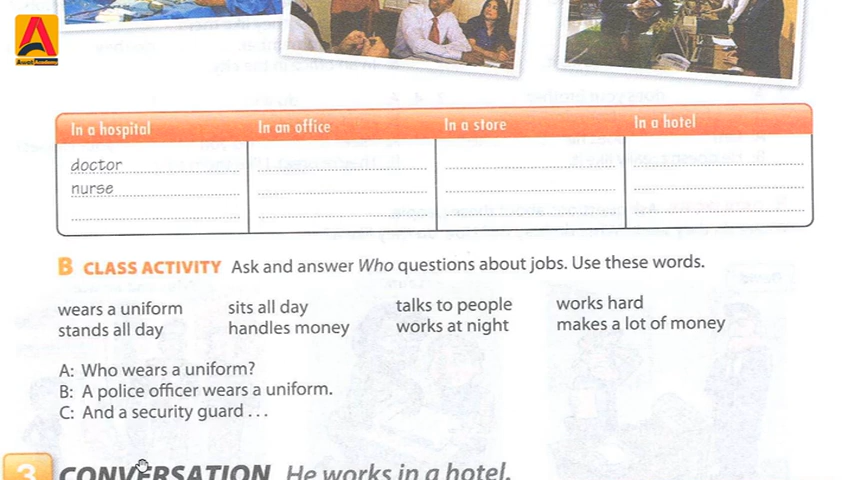 A
Awail Academy
In a hospital
In an office
In a store
In a hotel
doctor
nurse
B CLASS ACTIVITY Ask and answer Who questions about jobs. Use these words.
wears a uniform sits all day talks to people works hard
stands all day handles money works at night makes a lot of money
A: Who wears a uniform?
B: A police officer wears a uniform.
C: And a security guard . . .
3 CONVERSATION He works in a hotel.